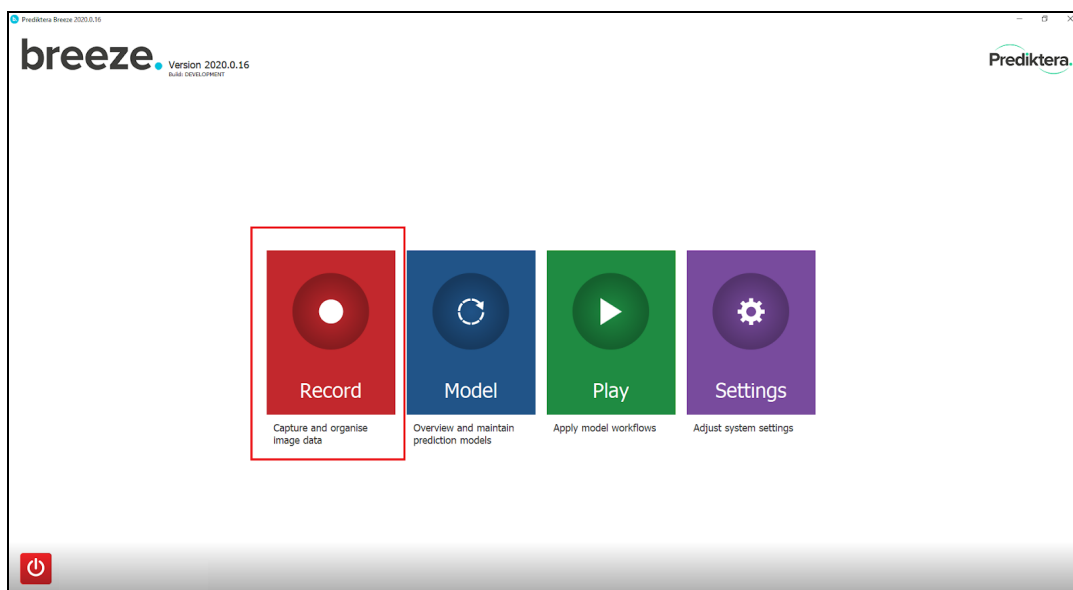 Prediktera Breeze 2020.0.16
breeze. Version 2020.0.16
Build: DEVELOPMENT
Prediktera.
Record
Model
Play
Settings
Capture and organise
image data
Overview and maintain
prediction models
Apply model workflows
Adjust system settings